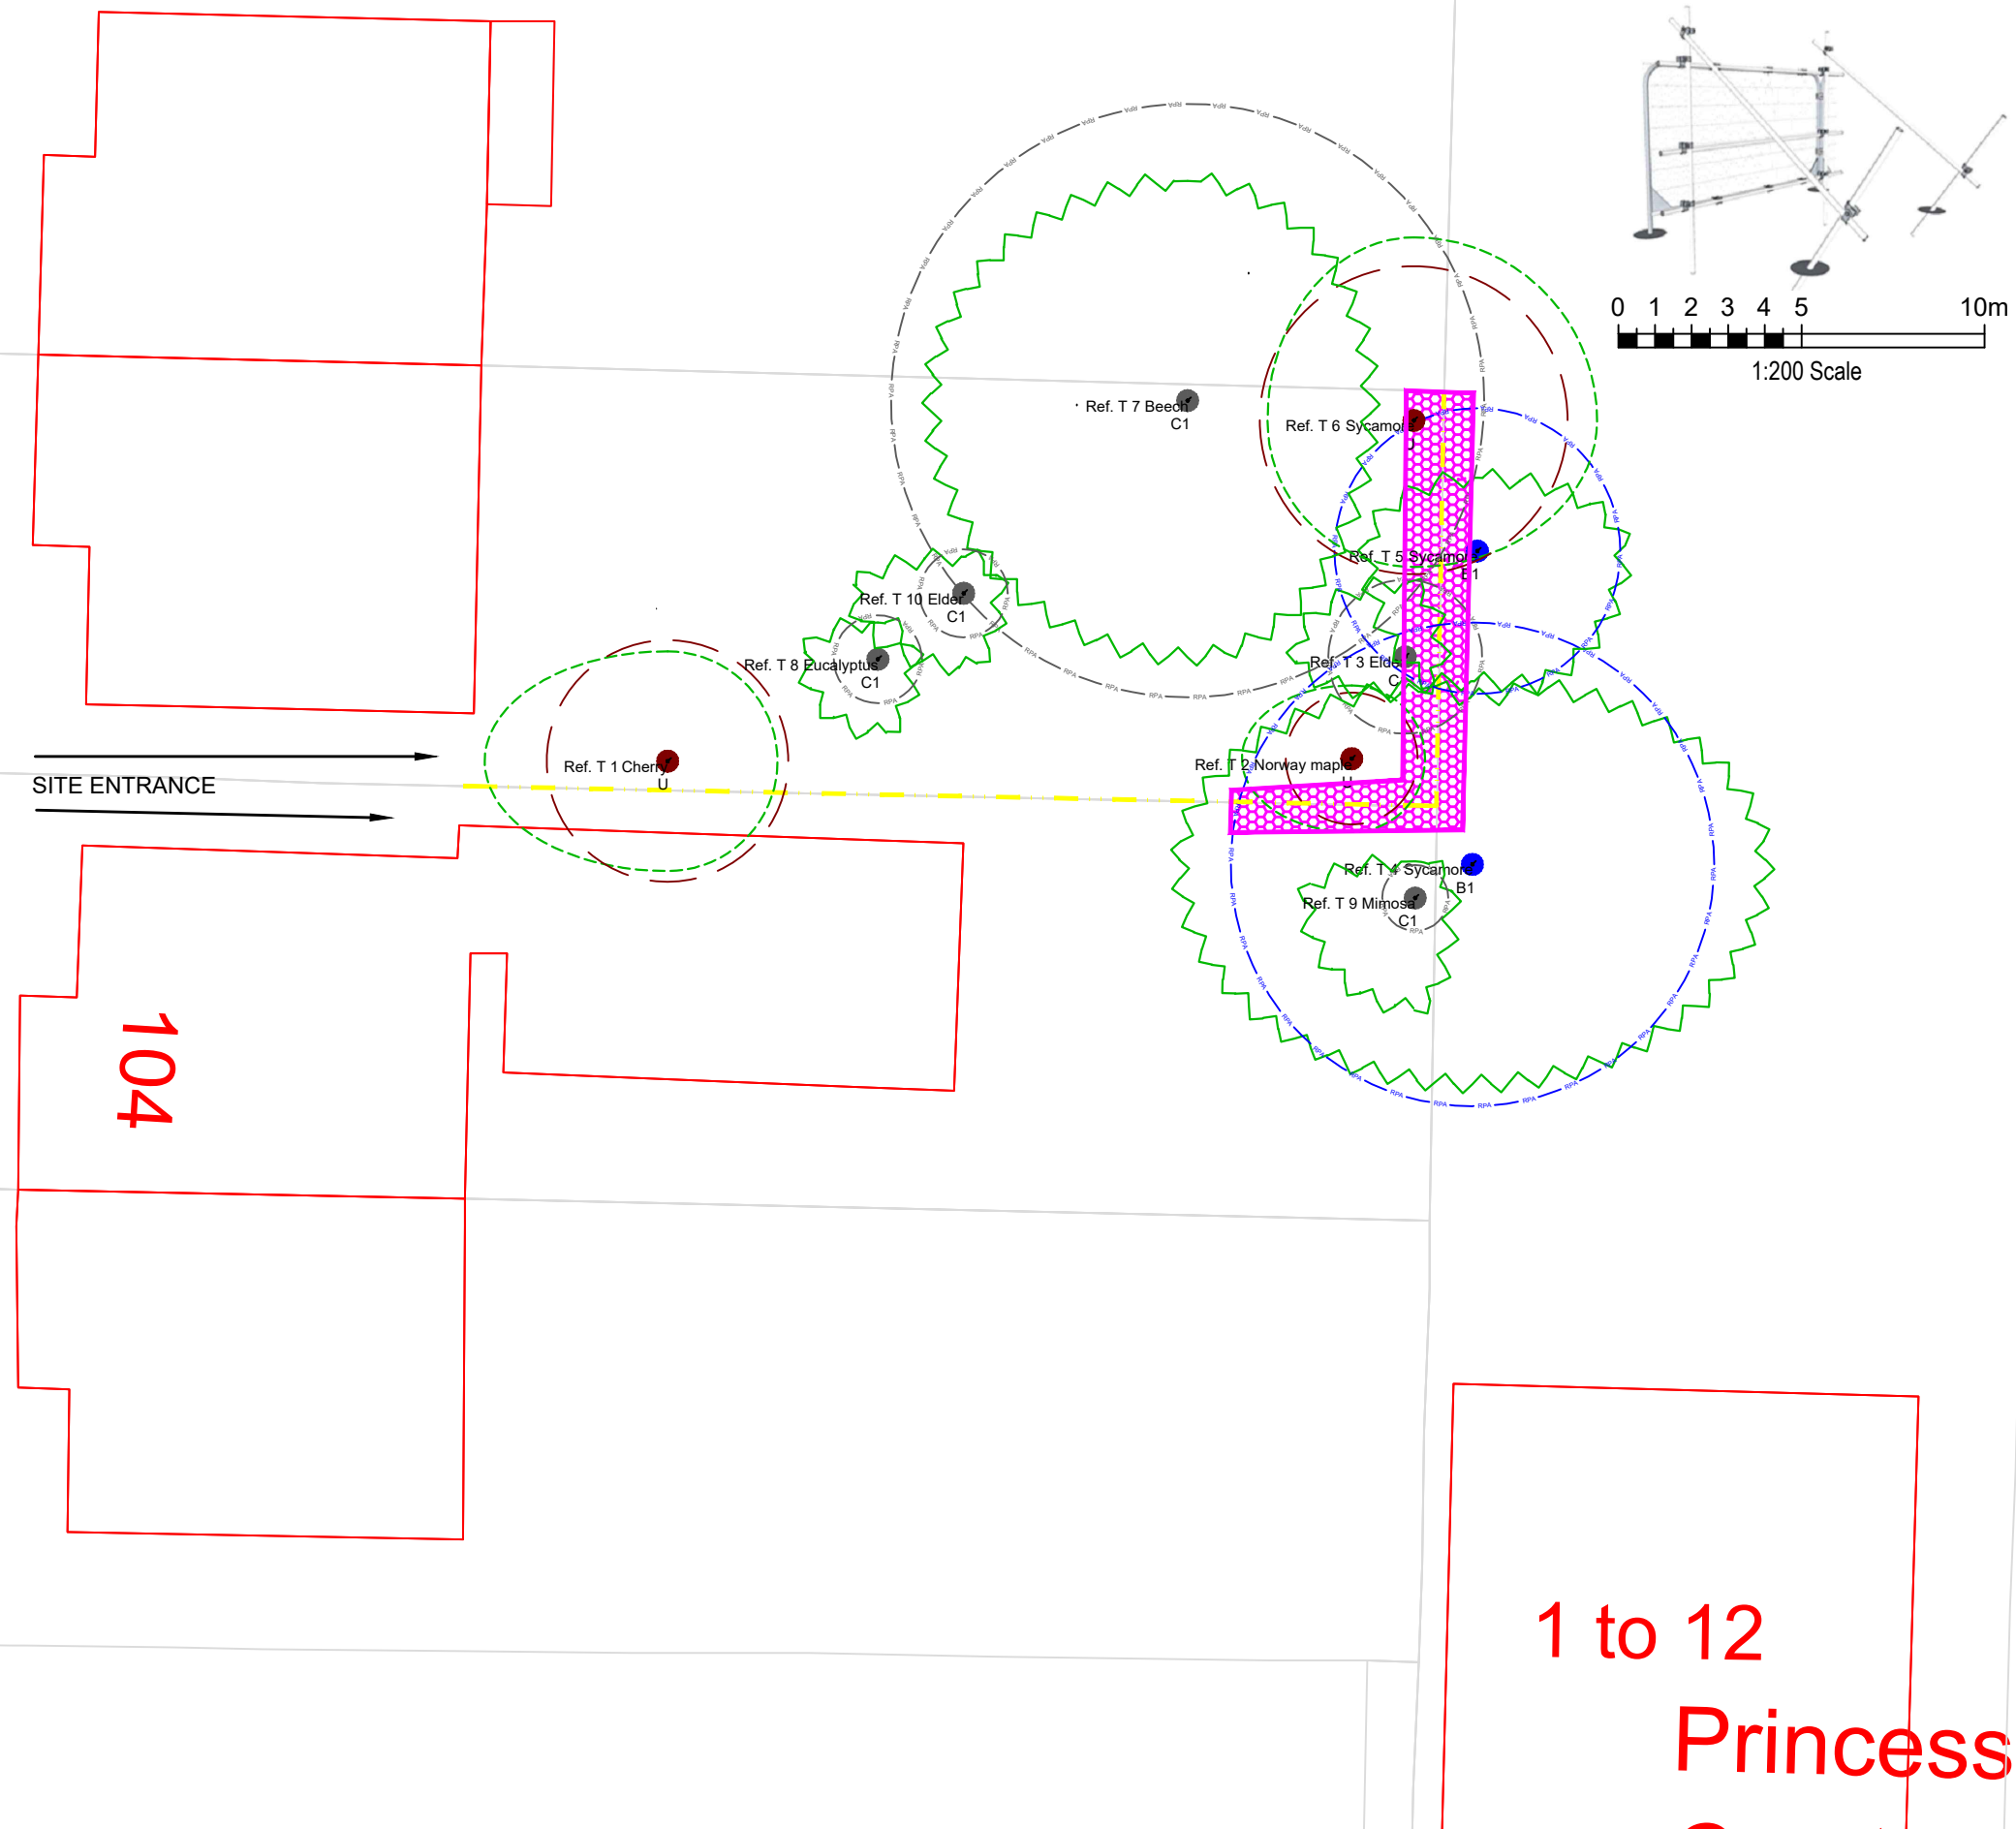 0 1 2 3 4 5 10m
1:200 Scale
Ref. T 7 Beech
C1
Ref. T 6 Sycamore
Ref. T 5 Sycamore
B1
Ref. T 10 Elder
C1
Ref. T 8 Eucalyptus
C1
Ref. T 3 Elder
Ref. T 1 Cherry
U
Ref. T 2 Norway maple
SITE ENTRANCE
Ref. T 4 Sycamore
B1
Ref. T 9 Mimosa
C1
RPA
104
1 to 12
Princess